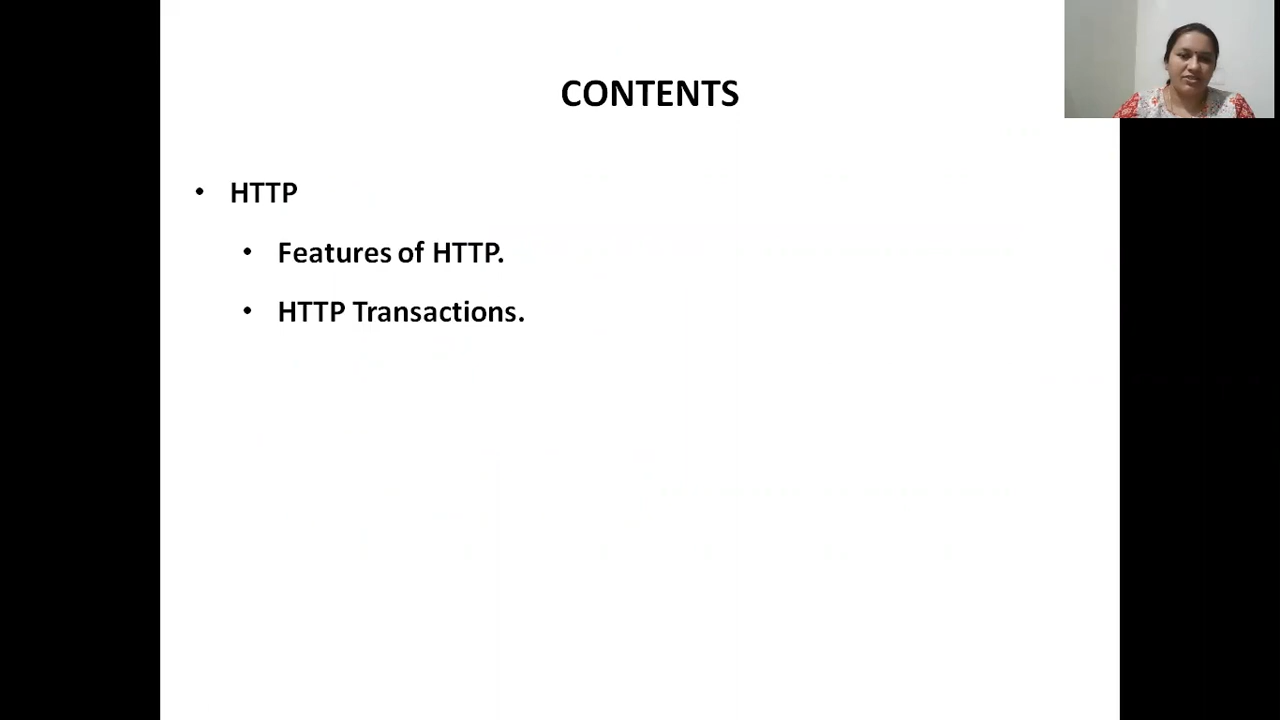 CONTENTS
• HTTP
• Features of HTTP.
• HTTP Transactions.